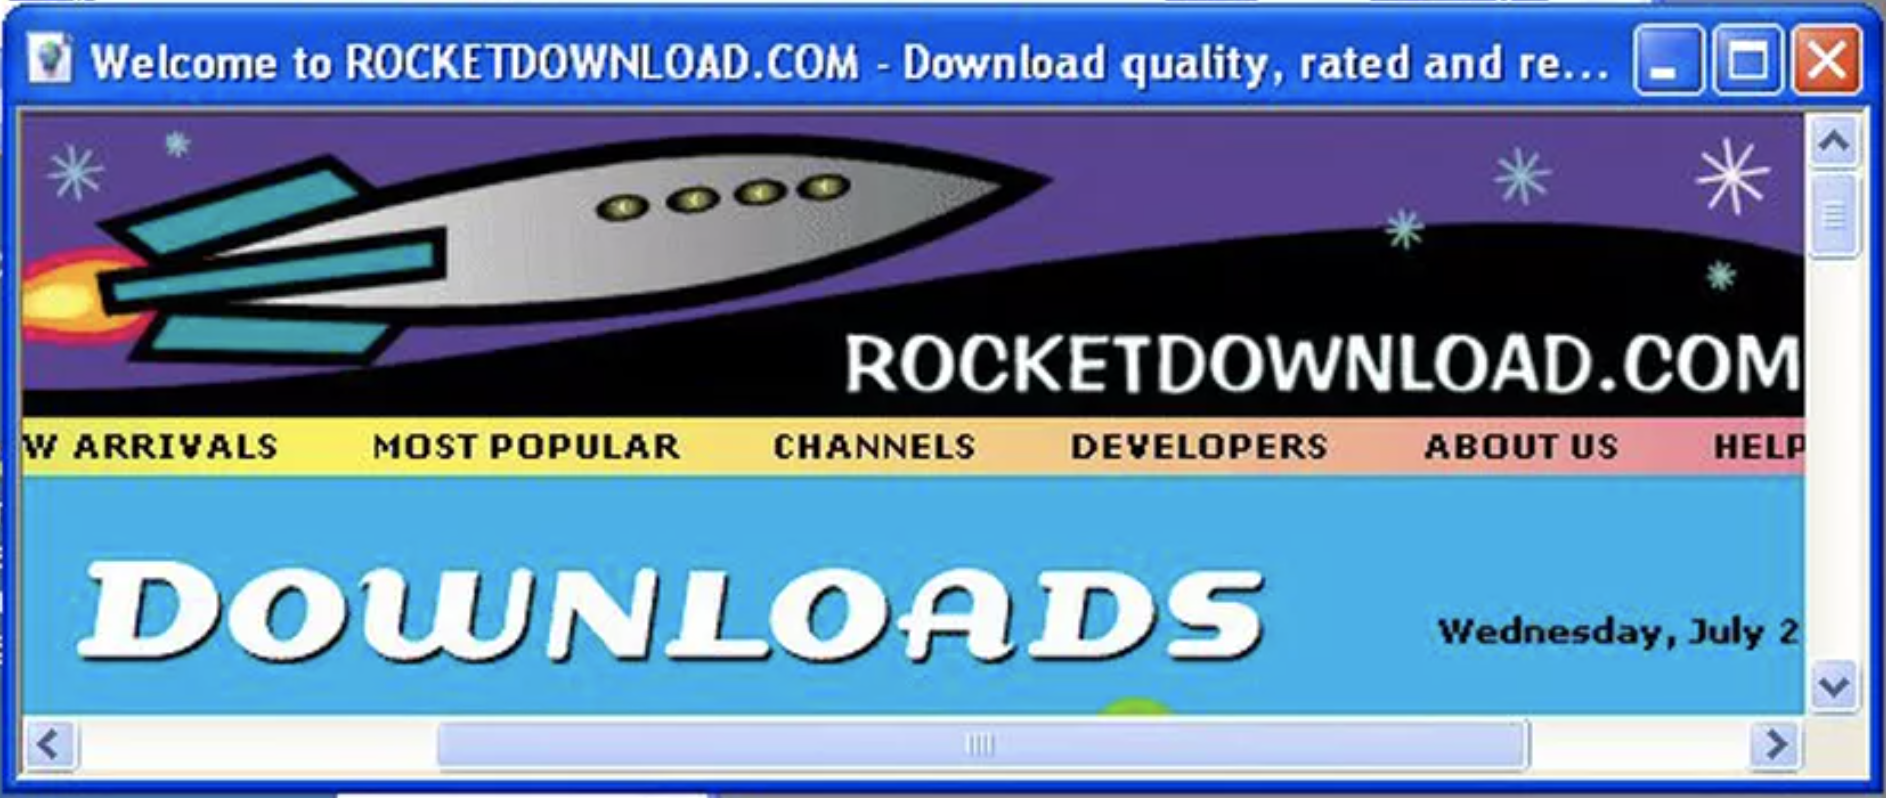 Welcome to ROCKETDOWNLOAD.COM - Download quality, rated and re...
ROCKETDOWNLOAD.COM
W ARRIVALS MOST POPULAR CHANNELS DEVELOPERS ABOUT US HELP
DOWNLOADS
Wednesday, July 2